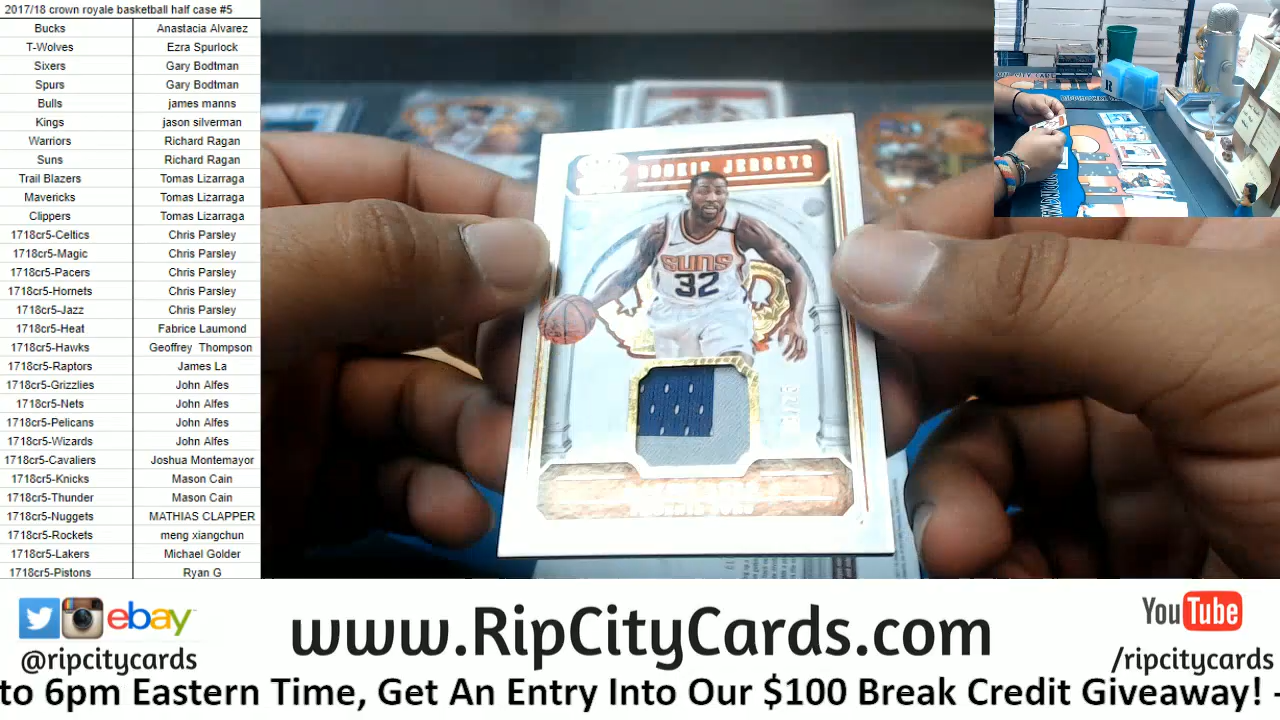 2017/18 crown royale basketball half case #5
Bucks Anastacia Alvarez
T-Wolves Ezra Spurlock
Sixers Gary Bodtman
Spurs Gary Bodtman
Bulls james manns
Kings jason silverman
Warriors Richard Ragan
Suns Richard Ragan
Trail Blazers Tomas Lizarraga
Mavericks Tomas Lizarraga
Clippers Tomas Lizarraga
1718cr5-Celtics Chris Parsley
1718cr5-Magic Chris Parsley
1718cr5-Pacers Chris Parsley
1718cr5-Hornets Chris Parsley
1718cr5-Jazz Chris Parsley
1718cr5-Heat Fabrice Laumond
1718cr5-Hawks Geoffrey Thompson
1718cr5-Raptors James La
1718cr5-Grizzlies John Alfes
1718cr5-Nets John Alfes
1718cr5-Pelicans John Alfes
1718cr5-Wizards John Alfes
1718cr5-Cavaliers Joshua Montemayor
1718cr5-Knicks Mason Cain
1718cr5-Thunder Mason Cain
1718cr5-Nuggets MATHIAS CLAPPER
1718cr5-Rockets meng xiangchun
1718cr5-Lakers Michael Golder
1718cr5-Pistons Ryan G
ROOKIE JERSEYS
SUNS
32
ebay
@ripcitycards
www.RipCityCards.com
YouTube
/ripcitycards
to 6pm Eastern Time, Get An Entry Into Our $100 Break Credit Giveaway! -